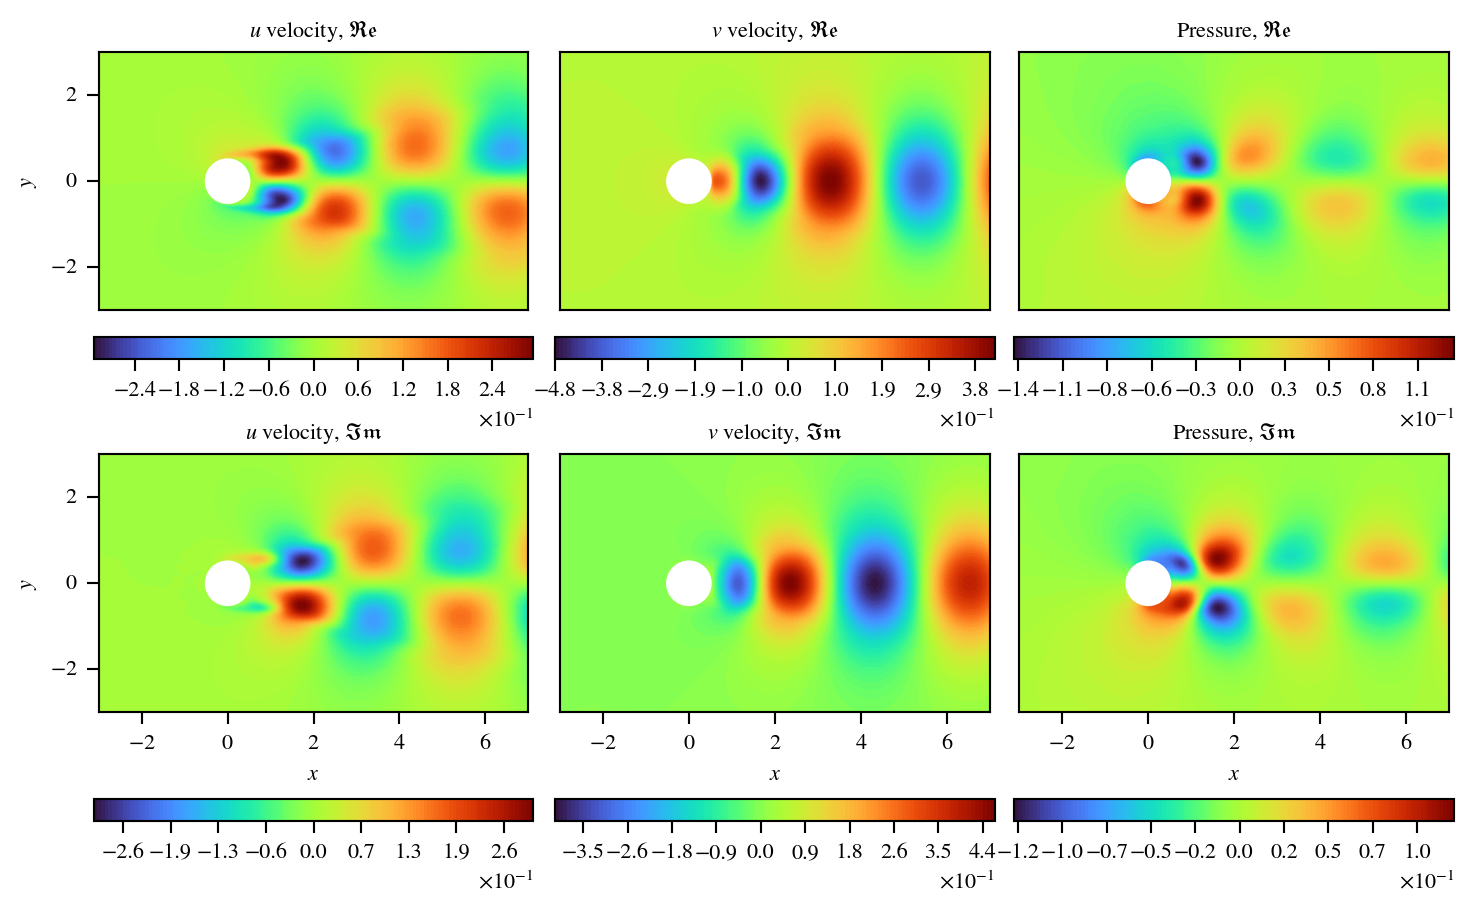 u velocity, ℜ𝔢 v velocity, ℜ𝔢 Pressure, ℜ𝔢
2
y 0
−2
−2.4 −1.8 −1.2 −0.6 0.0 0.6 1.2 1.8 2.4 −4.8 −3.8 −2.9 −1.9 −1.0 0.0 1.0 1.9 2.9 3.8 −1.4 −1.1 −0.8 −0.6 −0.3 0.0 0.3 0.5 0.8 1.1
×10⁻¹ ×10⁻¹ ×10⁻¹
u velocity, ℑ𝔪 v velocity, ℑ𝔪 Pressure, ℑ𝔪
2
y 0
−2
−2 0 2 4 6 −2 0 2 4 6 −2 0 2 4 6
x x x
−2.6 −1.9 −1.3 −0.6 0.0 0.7 1.3 1.9 2.6 −3.5 −2.6 −1.8 −0.9 0.0 0.9 1.8 2.6 3.5 4.4 −1.2 −1.0 −0.7 −0.5 −0.2 0.0 0.2 0.5 0.7 1.0
×10⁻¹ ×10⁻¹ ×10⁻¹